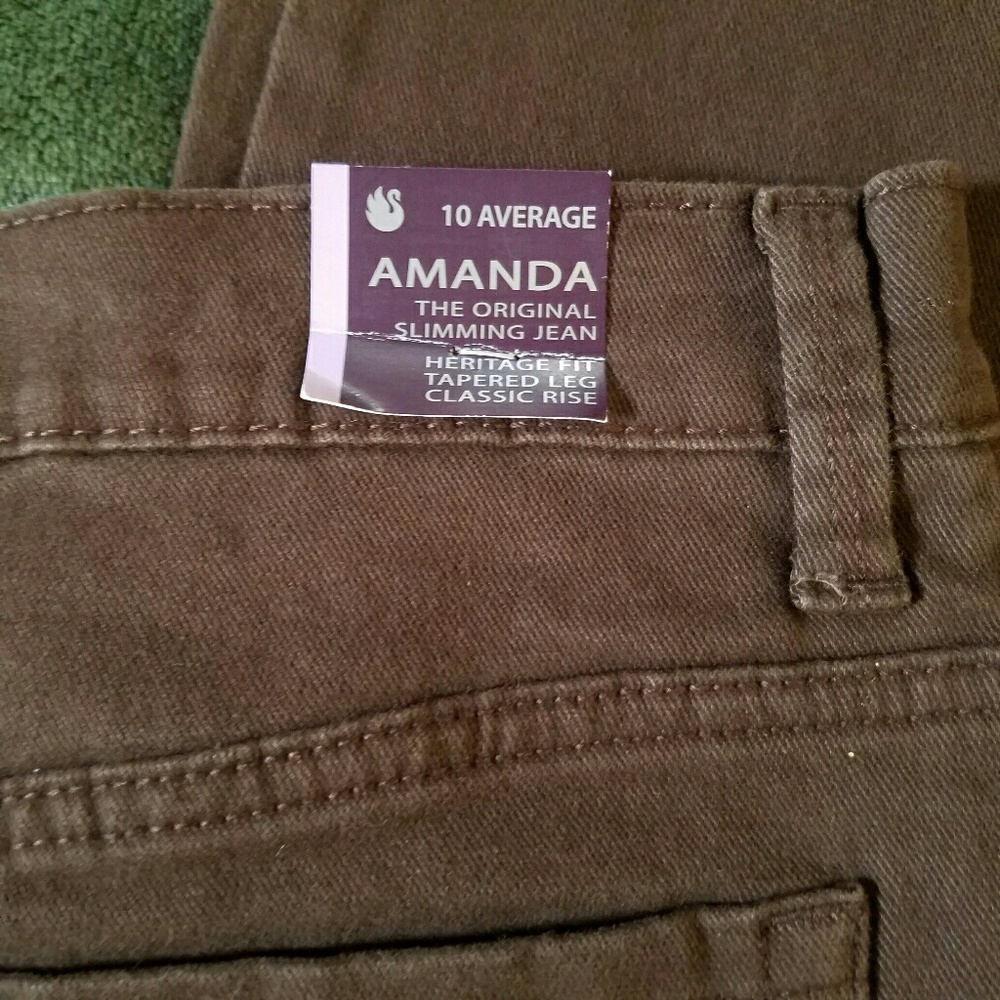 10 AVERAGE
AMANDA
THE ORIGINAL
SLIMMING JEAN
HERITAGE FIT
TAPERED LEG
CLASSIC RISE